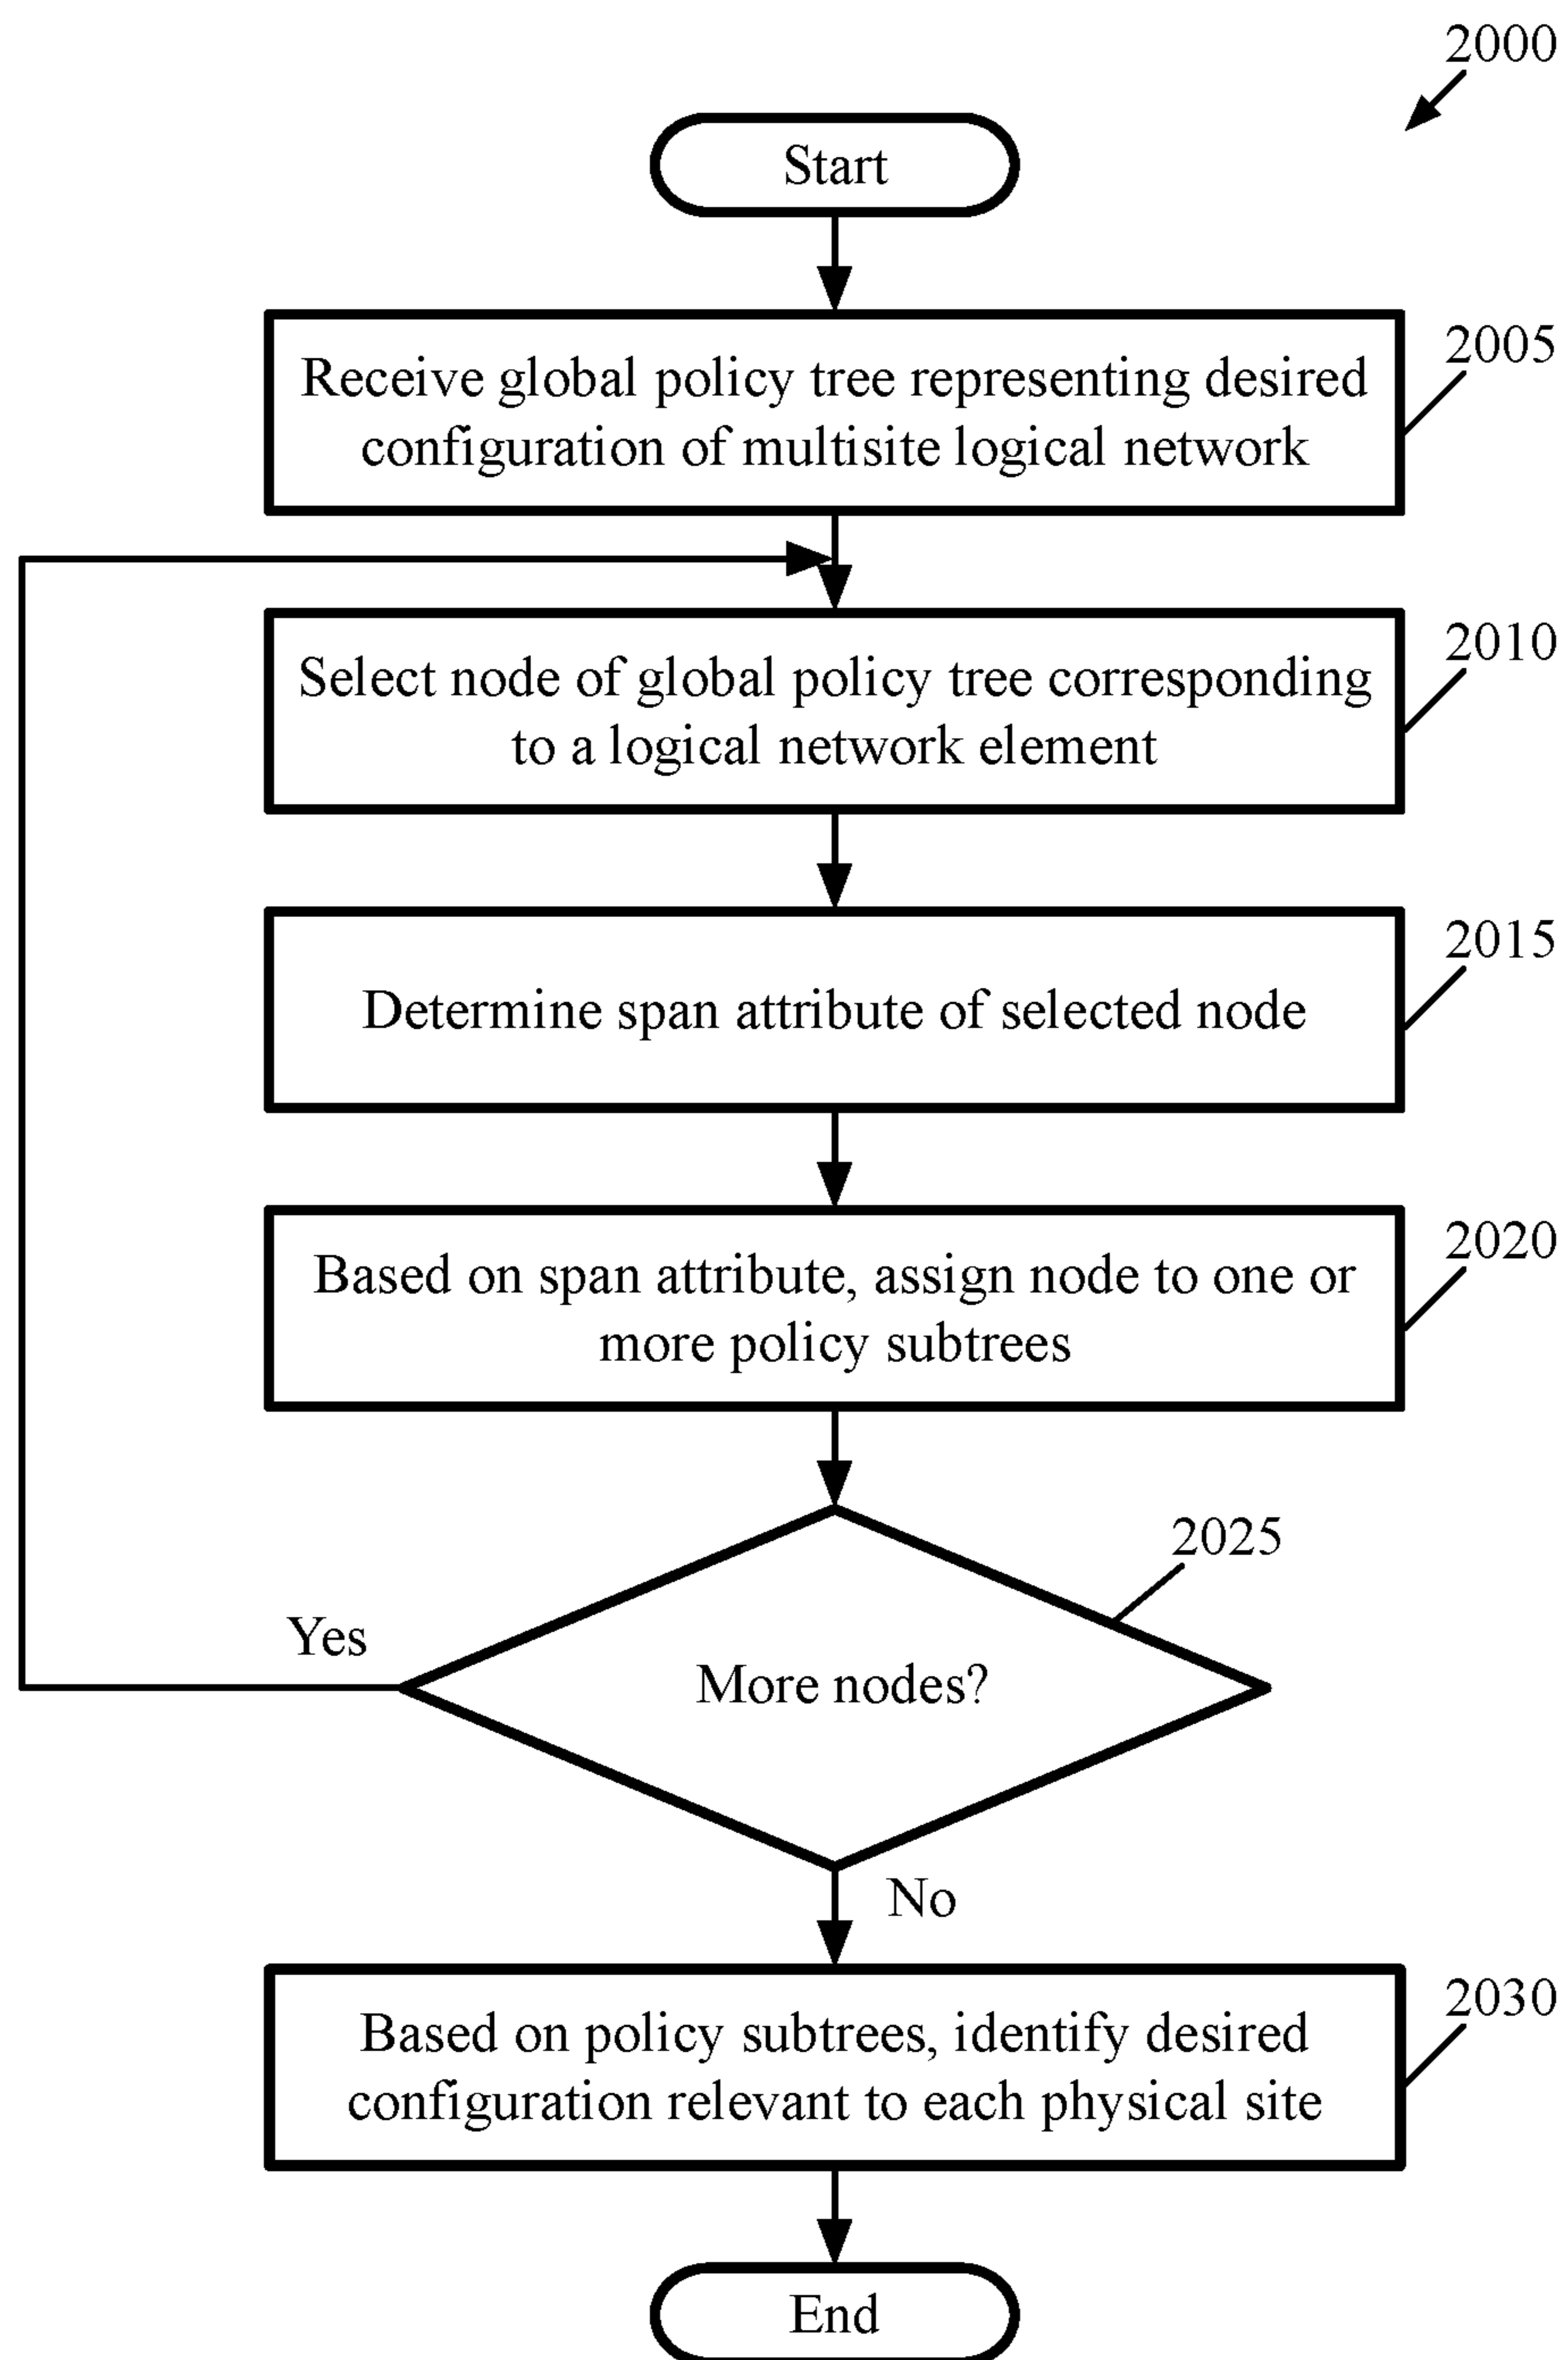 2000
Start
Receive global policy tree representing desired
configuration of multisite logical network
2005
Select node of global policy tree corresponding
to a logical network element
2010
Determine span attribute of selected node
2015
Based on span attribute, assign node to one or
more policy subtrees
2020
2025
Yes
More nodes?
No
Based on policy subtrees, identify desired
configuration relevant to each physical site
2030
End